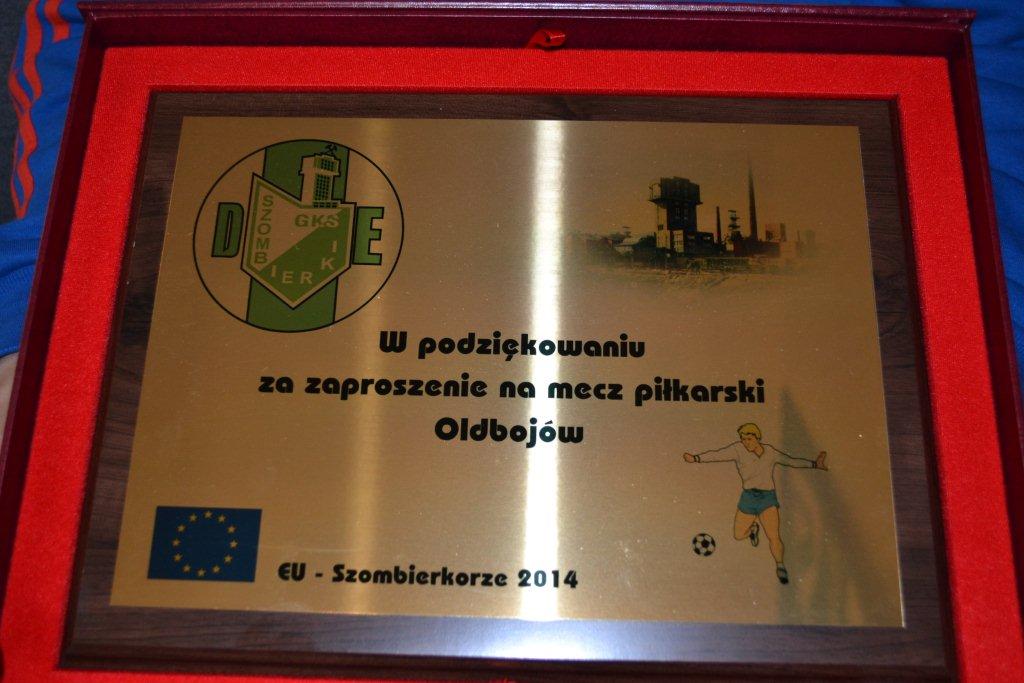 D E
GKS
SZOMBIERKI
W podziękowaniu
za zaproszenie na mecz piłkarski
Oldbojów
EU - Szombierkorze 2014